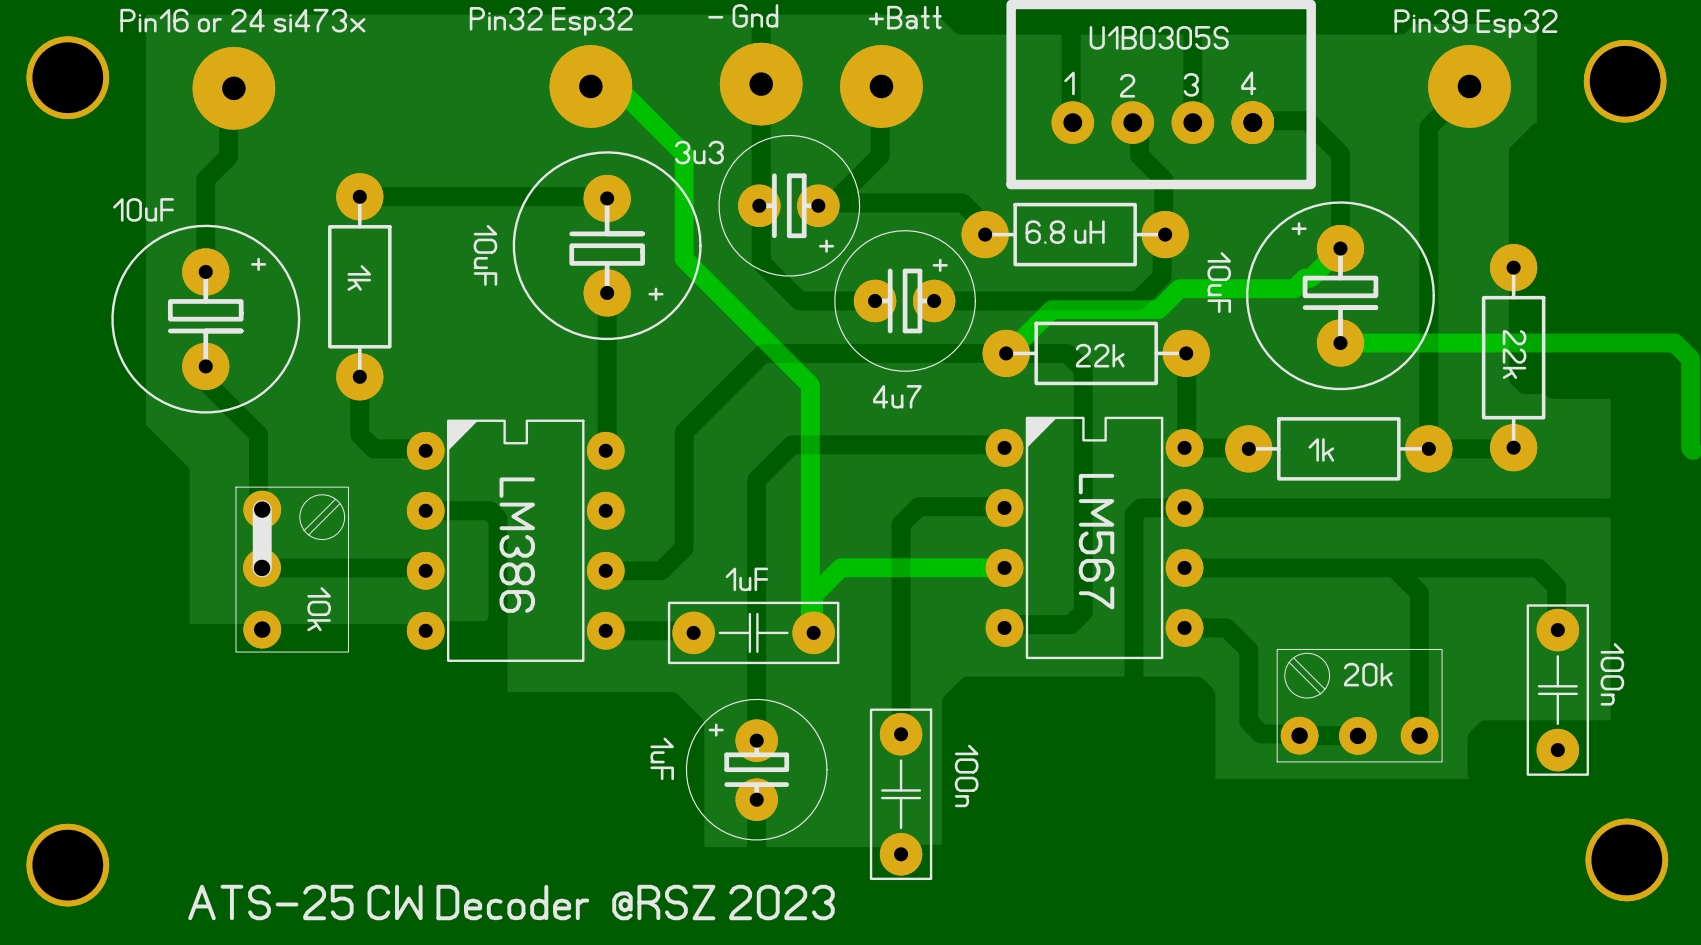 Pin16 or 24 si473x
Pin32 Esp32
- Gnd
+Batt
U1B0305S
1 2 3 4
Pin39 Esp32
3u3
10uF
+
1k
10uF
+
+
+
6.8 uH
10uF
+
22k
22k
4u7
1k
LM386
LM567
10k
1uF
20k
100n
1uF
+
100n
ATS-25 CW Decoder @RSZ 2023